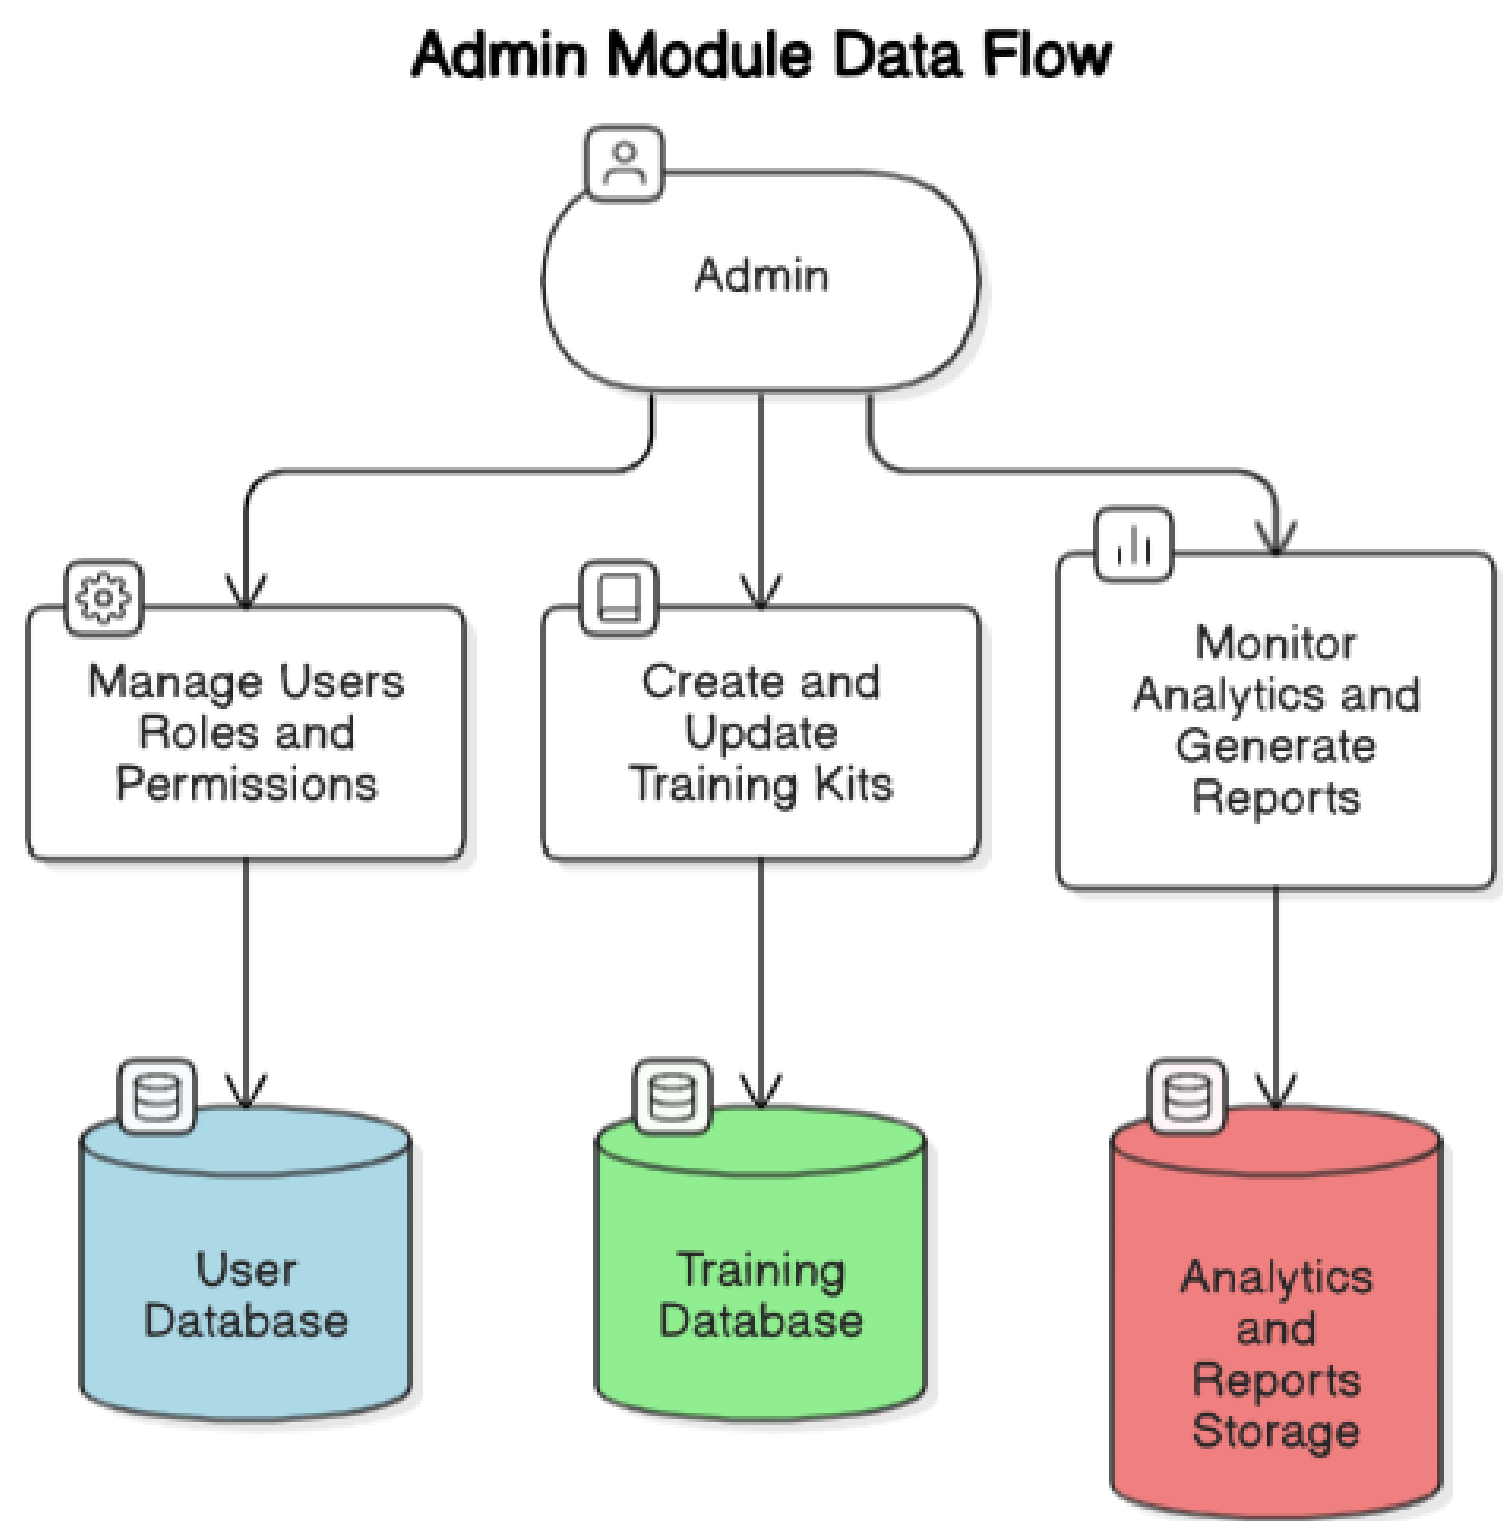 Admin Module Data Flow
Admin
Manage Users
Roles and
Permissions
Create and
Update
Training Kits
Monitor
Analytics and
Generate
Reports
User
Database
Training
Database
Analytics
and
Reports
Storage